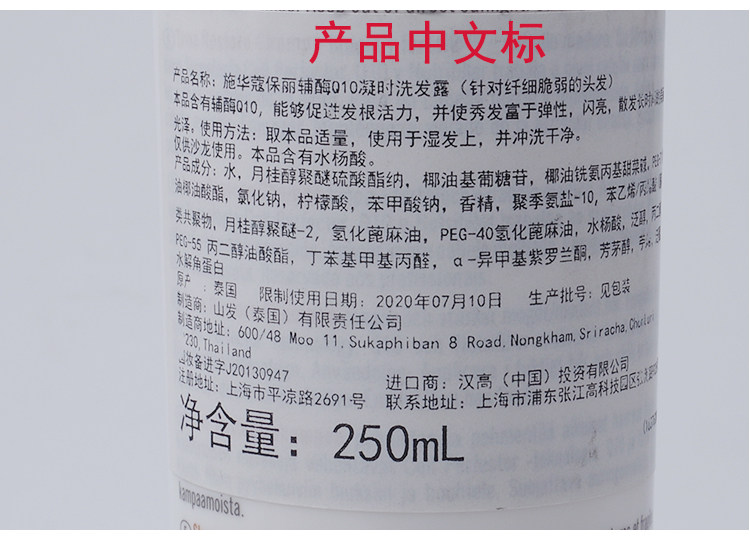 产品中文标
产品名称：施华蔻保丽辅酶Q10凝时洗发露（针对纤细脆弱的头发）
本品含有辅酶Q10，能够促进发根活力，并使秀发富于弹性，闪亮，散发长时
光泽。使用方法：取本品适量，使用于湿发上，并冲洗干净。
仅供沙龙使用。本品含有水杨酸。
产品成分：水，月桂醇聚醚硫酸酯纳，椰油基葡糖苷，椰油铣氨丙基甜菜碱，
油椰油酸酯，氯化钠，柠檬酸，苯甲酸钠，香精，聚季氨盐-10，苯乙烯/丙
类共聚物，月桂醇聚醚-2，氢化蓖麻油，PEG-40氢化蓖麻油，水杨酸，泛醇，
PEG-55 丙二醇油酸酯，丁苯基甲基丙醛，α-异甲基紫罗兰酮，芳茅醇，
水解角蛋白
原产：泰国 限制使用日期：2020年07月10日 生产批号：见包装
制造商：山发（泰国）有限责任公司
制造商地址：600/48 Moo 11,Sukaphiban 8 Road,Nongkham,Sriracha,
230,Thailand
妆备进字J20130947 进口商：汉高（中国）投资有限公司
注册地址：上海市平凉路2691号 联系地址：上海市浦东张江高科技园区
净含量：250mL
kampaamoista.